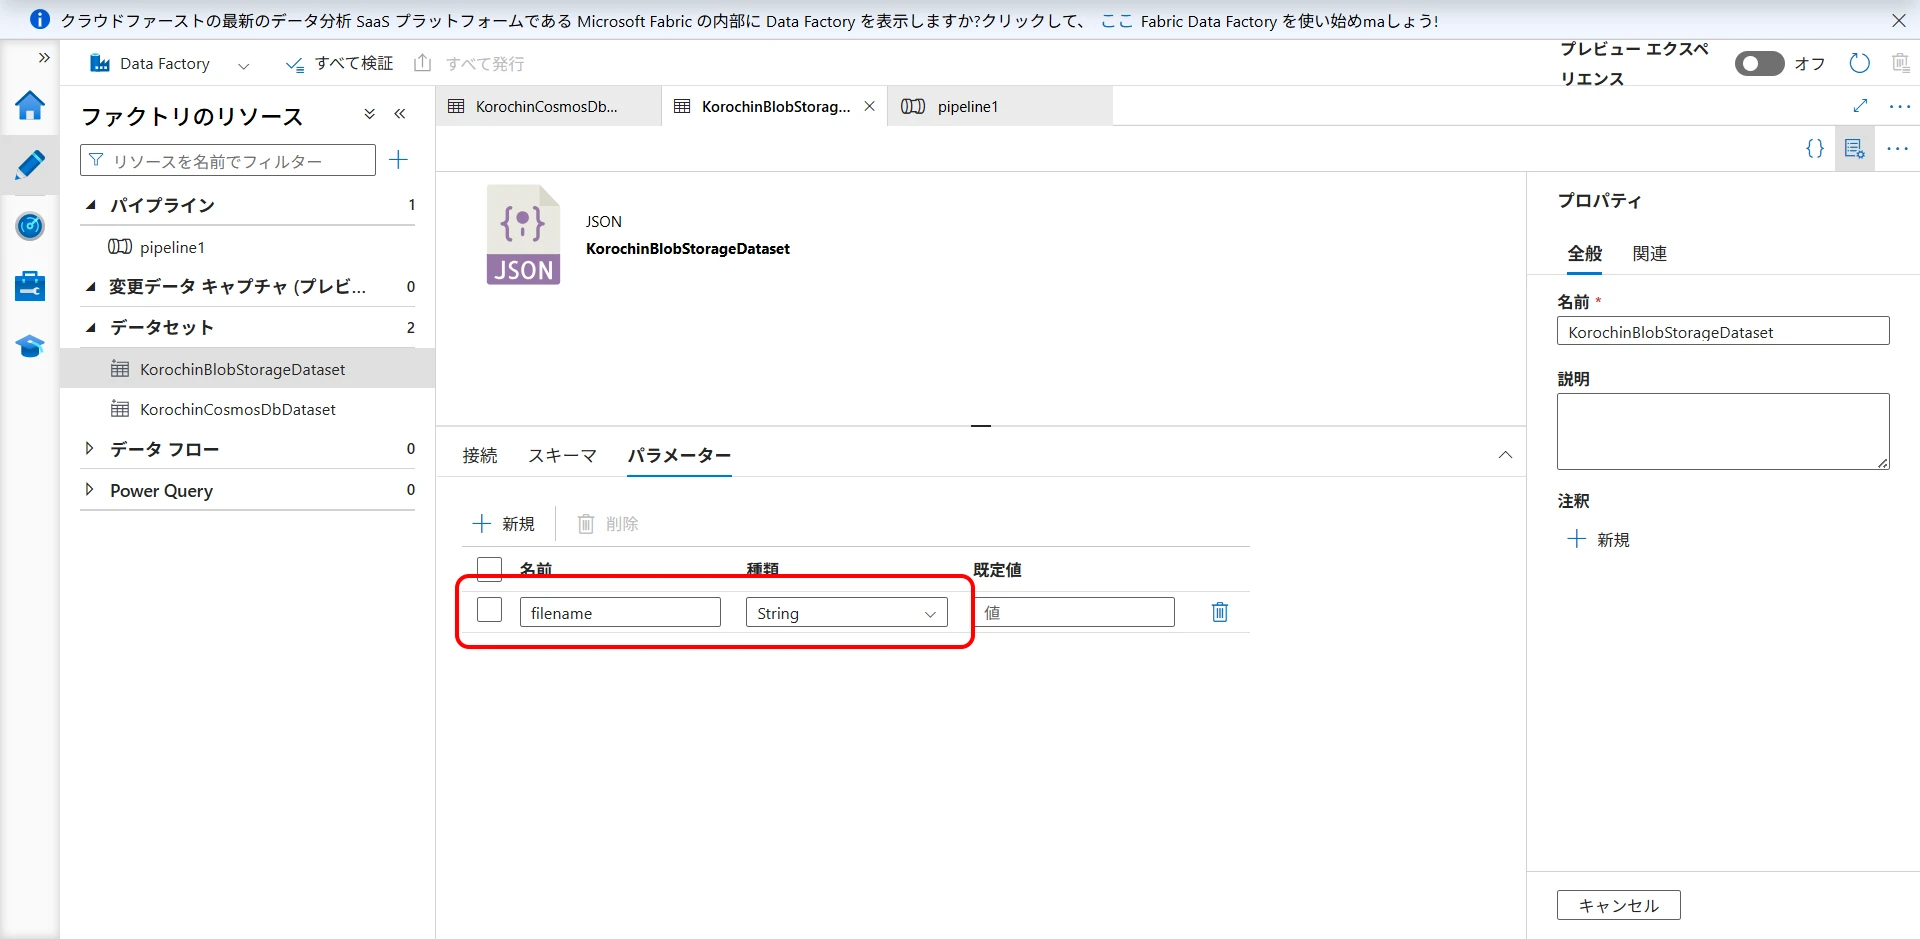 クラウドファーストの最新のデータ分析 SaaS プラットフォームである Microsoft Fabric の内部に Data Factory を表示しますか?クリックして、 ここ Fabric Data Factory を使い始めmaしょう!
Data Factory
すべて検証
すべて発行
プレビュー エクスペリエンス
オフ
ファクトリのリソース
リソースを名前でフィルター
パイプライン 1
pipeline1
変更データ キャプチャ (プレビ... 0
データセット 2
KorochinBlobStorageDataset
KorochinCosmosDbDataset
データ フロー 0
Power Query 0
KorochinCosmosDb...
KorochinBlobStorag...
pipeline1
{}
JSON
JSON
KorochinBlobStorageDataset
接続 スキーマ パラメーター
新規 削除
名前 種類 既定値
filename String 値
プロパティ
全般 関連
名前 *
KorochinBlobStorageDataset
説明
注釈
新規
キャンセル